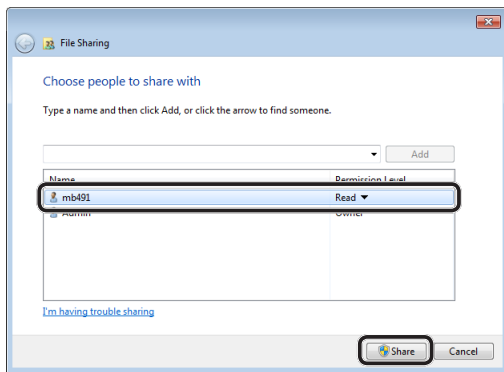 File Sharing
Choose people to share with
Type a name and then click Add, or click the arrow to find someone.
Add
Name Permission Level
mb491 Read
Admin Owner
I'm having trouble sharing
Share Cancel